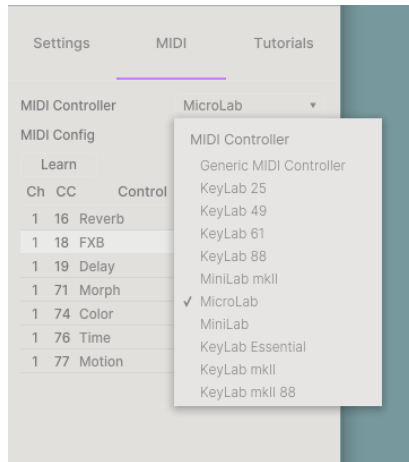 Settings MIDI Tutorials
MIDI Controller MicroLab
MIDI Config
Learn
Ch CC Control
1 16 Reverb
1 18 FXB
1 19 Delay
1 71 Morph
1 74 Color
1 76 Time
1 77 Motion
MIDI Controller
Generic MIDI Controller
KeyLab 25
KeyLab 49
KeyLab 61
KeyLab 88
MiniLab mkII
✓ MicroLab
MiniLab
KeyLab Essential
KeyLab mkII
KeyLab mkII 88